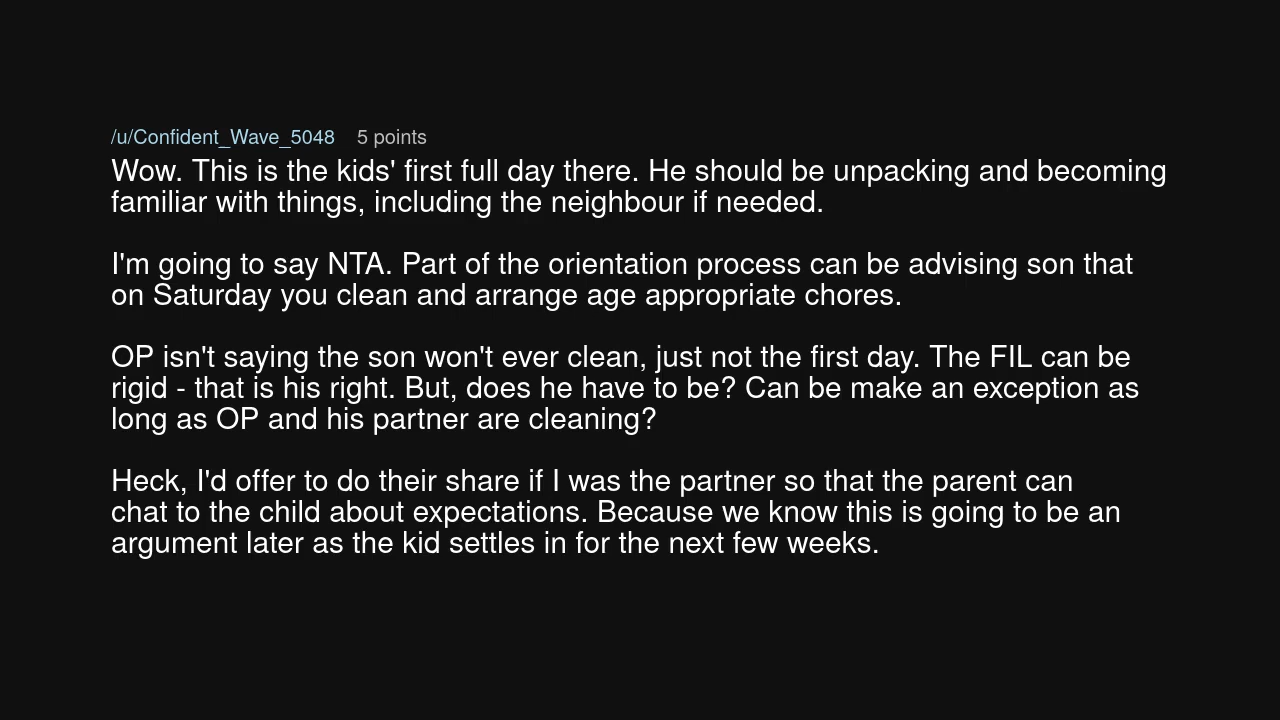 /u/Confident_Wave_5048 5 points
Wow. This is the kids' first full day there. He should be unpacking and becoming
familiar with things, including the neighbour if needed.
I'm going to say NTA. Part of the orientation process can be advising son that
on Saturday you clean and arrange age appropriate chores.
OP isn't saying the son won't ever clean, just not the first day. The FIL can be
rigid - that is his right. But, does he have to be? Can be make an exception as
long as OP and his partner are cleaning?
Heck, I'd offer to do their share if I was the partner so that the parent can
chat to the child about expectations. Because we know this is going to be an
argument later as the kid settles in for the next few weeks.